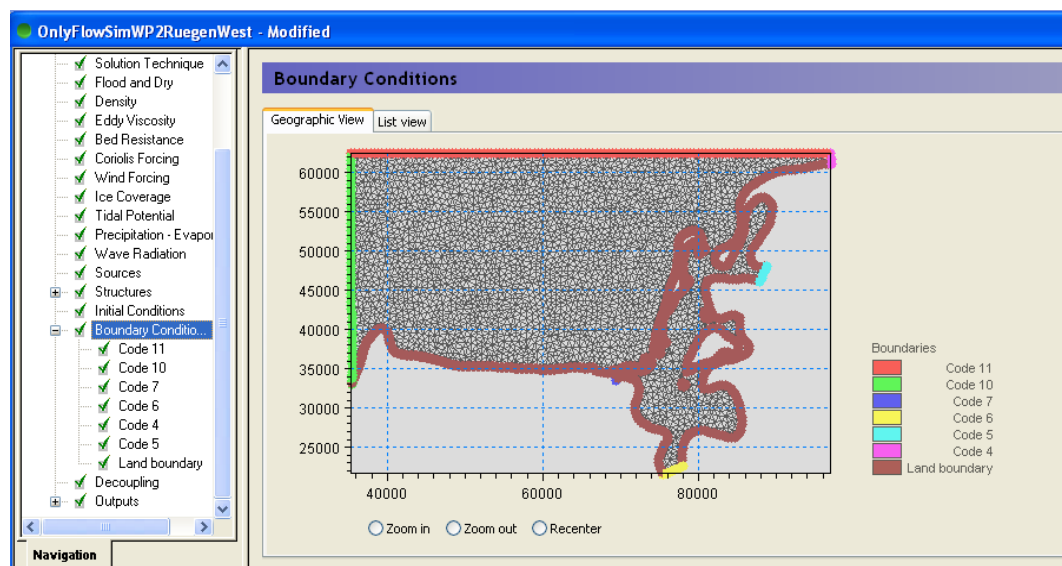 OnlyFlowSimWP2RuegenWest - Modified
Solution Technique
Flood and Dry
Density
Eddy Viscosity
Bed Resistance
Coriolis Forcing
Wind Forcing
Ice Coverage
Tidal Potential
Precipitation - Evapor
Wave Radiation
Sources
Structures
Initial Conditions
Boundary Conditio...
Code 11
Code 10
Code 7
Code 6
Code 4
Code 5
Land boundary
Decoupling
Outputs
Navigation
Boundary Conditions
Geographic View
List view
60000
55000
50000
45000
40000
35000
30000
25000
40000 60000 80000
Boundaries
Code 11
Code 10
Code 7
Code 6
Code 5
Code 4
Land boundary
Zoom in Zoom out Recenter